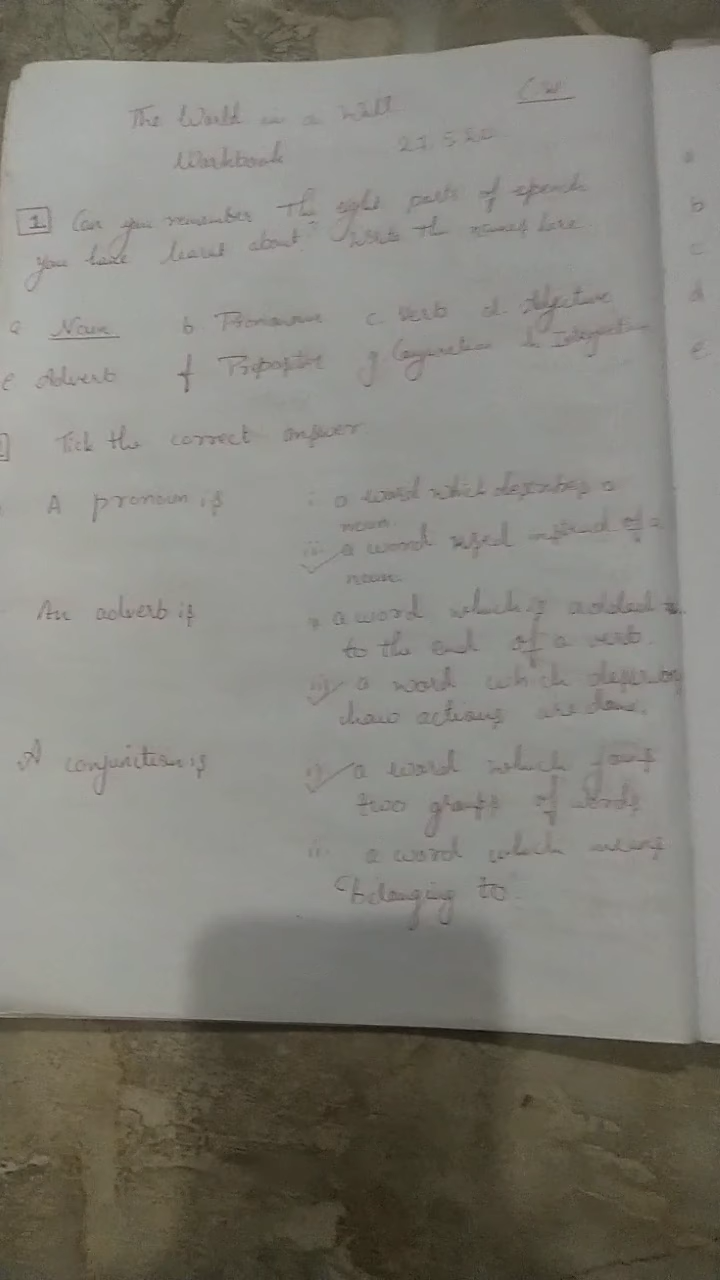 The World in a Wall C.W
Workbook 27.5.20
1 Can you remember the eight parts of speech
you have learnt about? Write the names here.
a Noun b Pronoun c. Verb d. Adjective
e Adverb f Preposition g Conjunction h Interjection
Tick the correct answer
A pronoun is i a word which describes a
noun.
ii a word used instead of a
noun.
An adverb is a word which is added
to the end of a verb.
ii a word which describes
how actions are done.
A conjunction is i a word which joins
two groups of words
ii a word which means
belonging to.
a
b
c
d
e